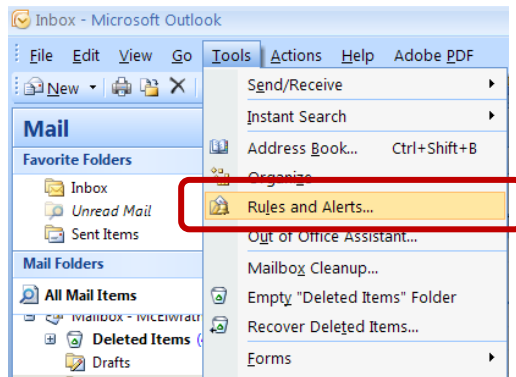 Inbox - Microsoft Outlook
File Edit View Go Tools Actions Help Adobe PDF
New
Send/Receive
Instant Search
Mail
Address Book... Ctrl+Shift+B
Favorite Folders
Organize
Inbox
Rules and Alerts...
Unread Mail
Sent Items
Out of Office Assistant...
Mail Folders
Mailbox Cleanup...
All Mail Items
Empty "Deleted Items" Folder
Mailbox - McElwrath
Recover Deleted Items...
Deleted Items (
Drafts
Forms